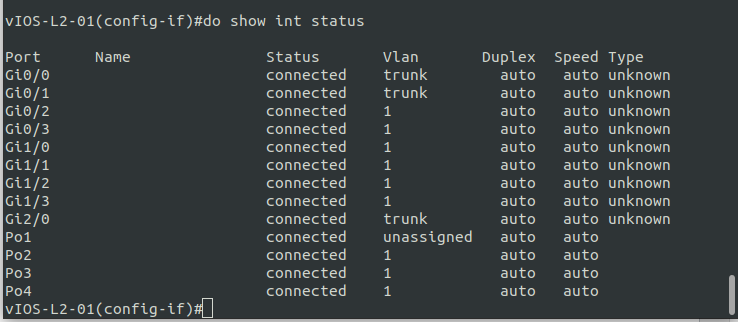 vIOS-L2-01(config-if)#do show int status
Port Name Status Vlan Duplex Speed Type
Gi0/0 connected trunk auto auto unknown
Gi0/1 connected trunk auto auto unknown
Gi0/2 connected 1 auto auto unknown
Gi0/3 connected 1 auto auto unknown
Gi1/0 connected 1 auto auto unknown
Gi1/1 connected 1 auto auto unknown
Gi1/2 connected 1 auto auto unknown
Gi1/3 connected 1 auto auto unknown
Gi2/0 connected trunk auto auto unknown
Po1 connected unassigned auto auto
Po2 connected 1 auto auto
Po3 connected 1 auto auto
Po4 connected 1 auto auto
vIOS-L2-01(config-if)#